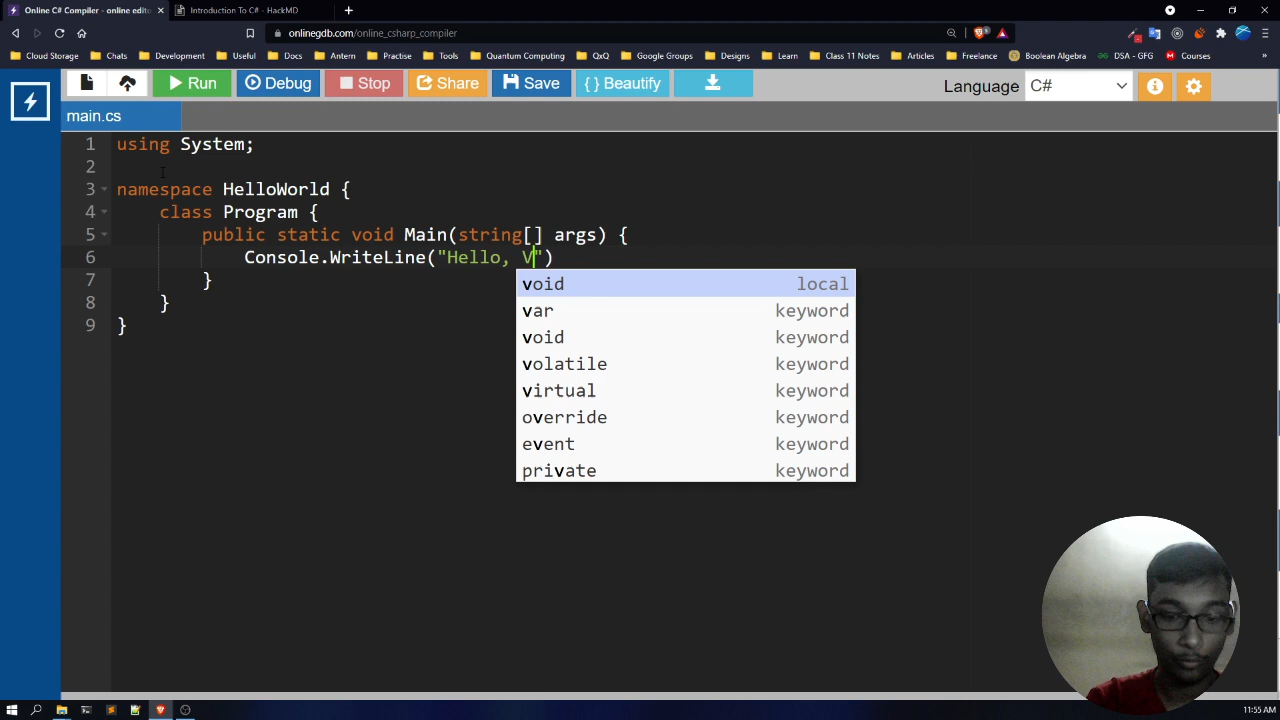 Online C# Compiler - online edito
Introduction To C# - HackMD
onlinegdb.com/online_csharp_compiler
Cloud Storage Chats Development Useful Docs Antern Practise Tools Quantum Computing QxQ Google Groups Designs Learn Class 11 Notes Articles Freelance Boolean Algebra DSA - GFG Courses »
Run Debug Stop Share Save { } Beautify Language C#
main.cs
1 using System;
2
3 namespace HelloWorld {
4 class Program {
5 public static void Main(string[] args) {
6 Console.WriteLine("Hello, V")
7 }
8 }
9 }
void local
var keyword
void keyword
volatile keyword
virtual keyword
override keyword
event keyword
private keyword
11:55 AM